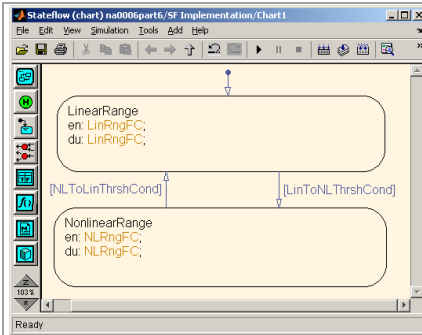 Stateflow (chart) na0006part6/SF Implementation/Chart1
File Edit View Simulation Tools Add Help
LinearRange
en: LinRngFC;
du: LinRngFC;
[NLToLinThrshCond]
[LinToNLThrshCond]
NonlinearRange
en: NLRngFC;
du: NLRngFC;
Z
103%
Ready